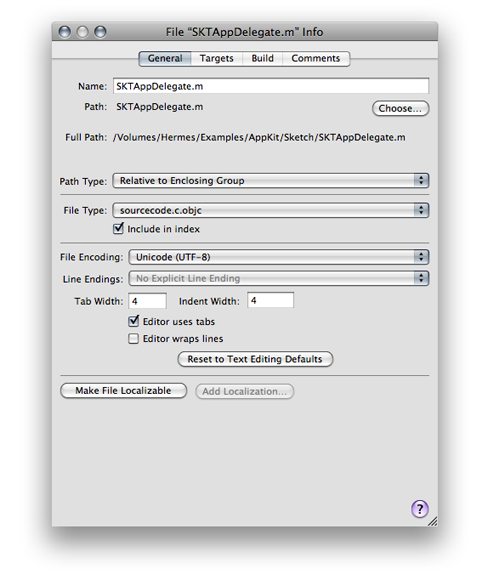 File “SKTAppDelegate.m” Info
General Targets Build Comments
Name: SKTAppDelegate.m
Path: SKTAppDelegate.m Choose...
Full Path: /Volumes/Hermes/Examples/AppKit/Sketch/SKTAppDelegate.m
Path Type: Relative to Enclosing Group
File Type: sourcecode.c.objc
Include in index
File Encoding: Unicode (UTF-8)
Line Endings: No Explicit Line Ending
Tab Width: 4 Indent Width: 4
Editor uses tabs
Editor wraps lines
Reset to Text Editing Defaults
Make File Localizable Add Localization...
?